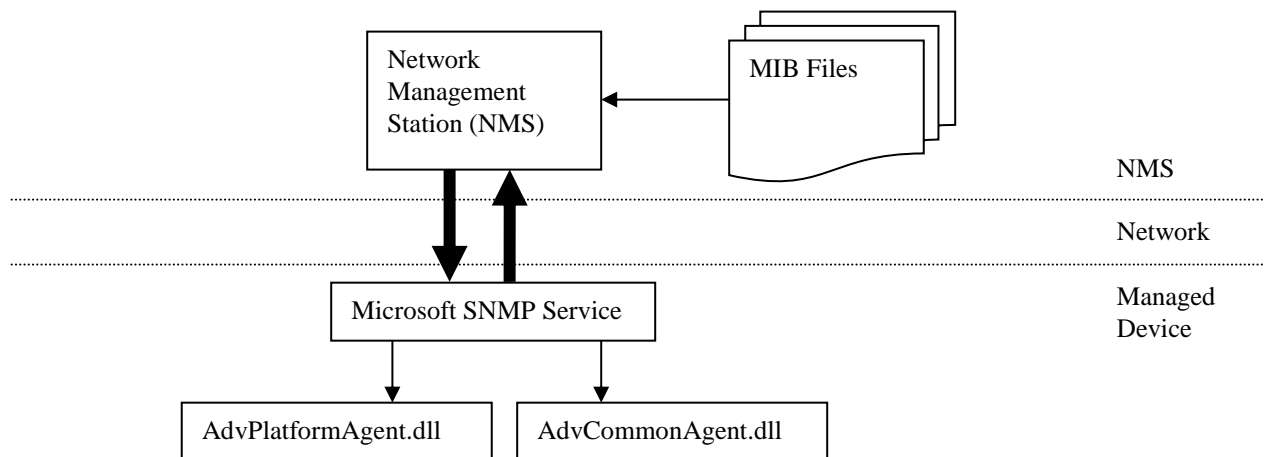 Network
Management
Station (NMS)
MIB Files
NMS
Network
Microsoft SNMP Service
Managed
Device
AdvPlatformAgent.dll
AdvCommonAgent.dll